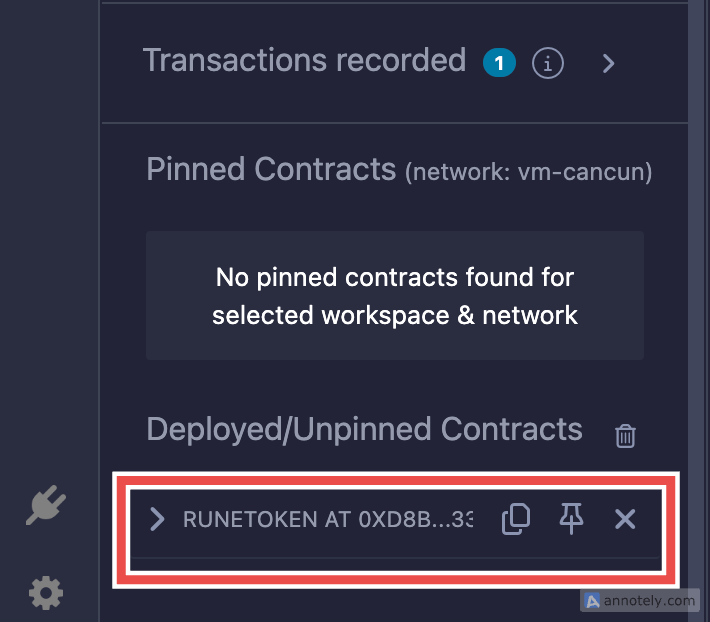 Transactions recorded 1 i
Pinned Contracts (network: vm-cancun)
No pinned contracts found for
selected workspace & network
Deployed/Unpinned Contracts
RUNETOKEN AT 0XD8B...33
annotely.com